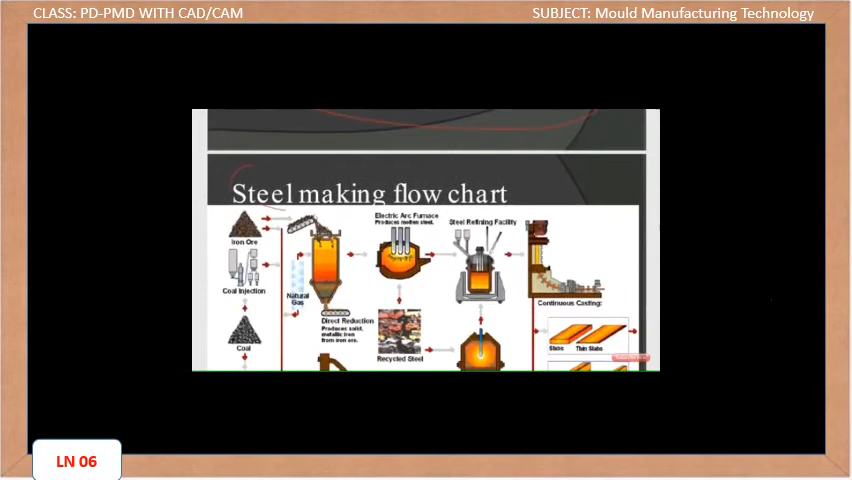 CLASS: PD-PMD WITH CAD/CAM
SUBJECT: Mould Manufacturing Technology
Steel making flow chart
Electric Arc Furnace
Produces molten steel.
Steel Refining Facility
Iron Ore
Coal Injection
Natural
Gas
Continuous Casting:
Direct Reduction
Produces solid,
metallic iron
from iron ore.
Coal
Recycled Steel
Slabs
Thin Slabs
LN 06